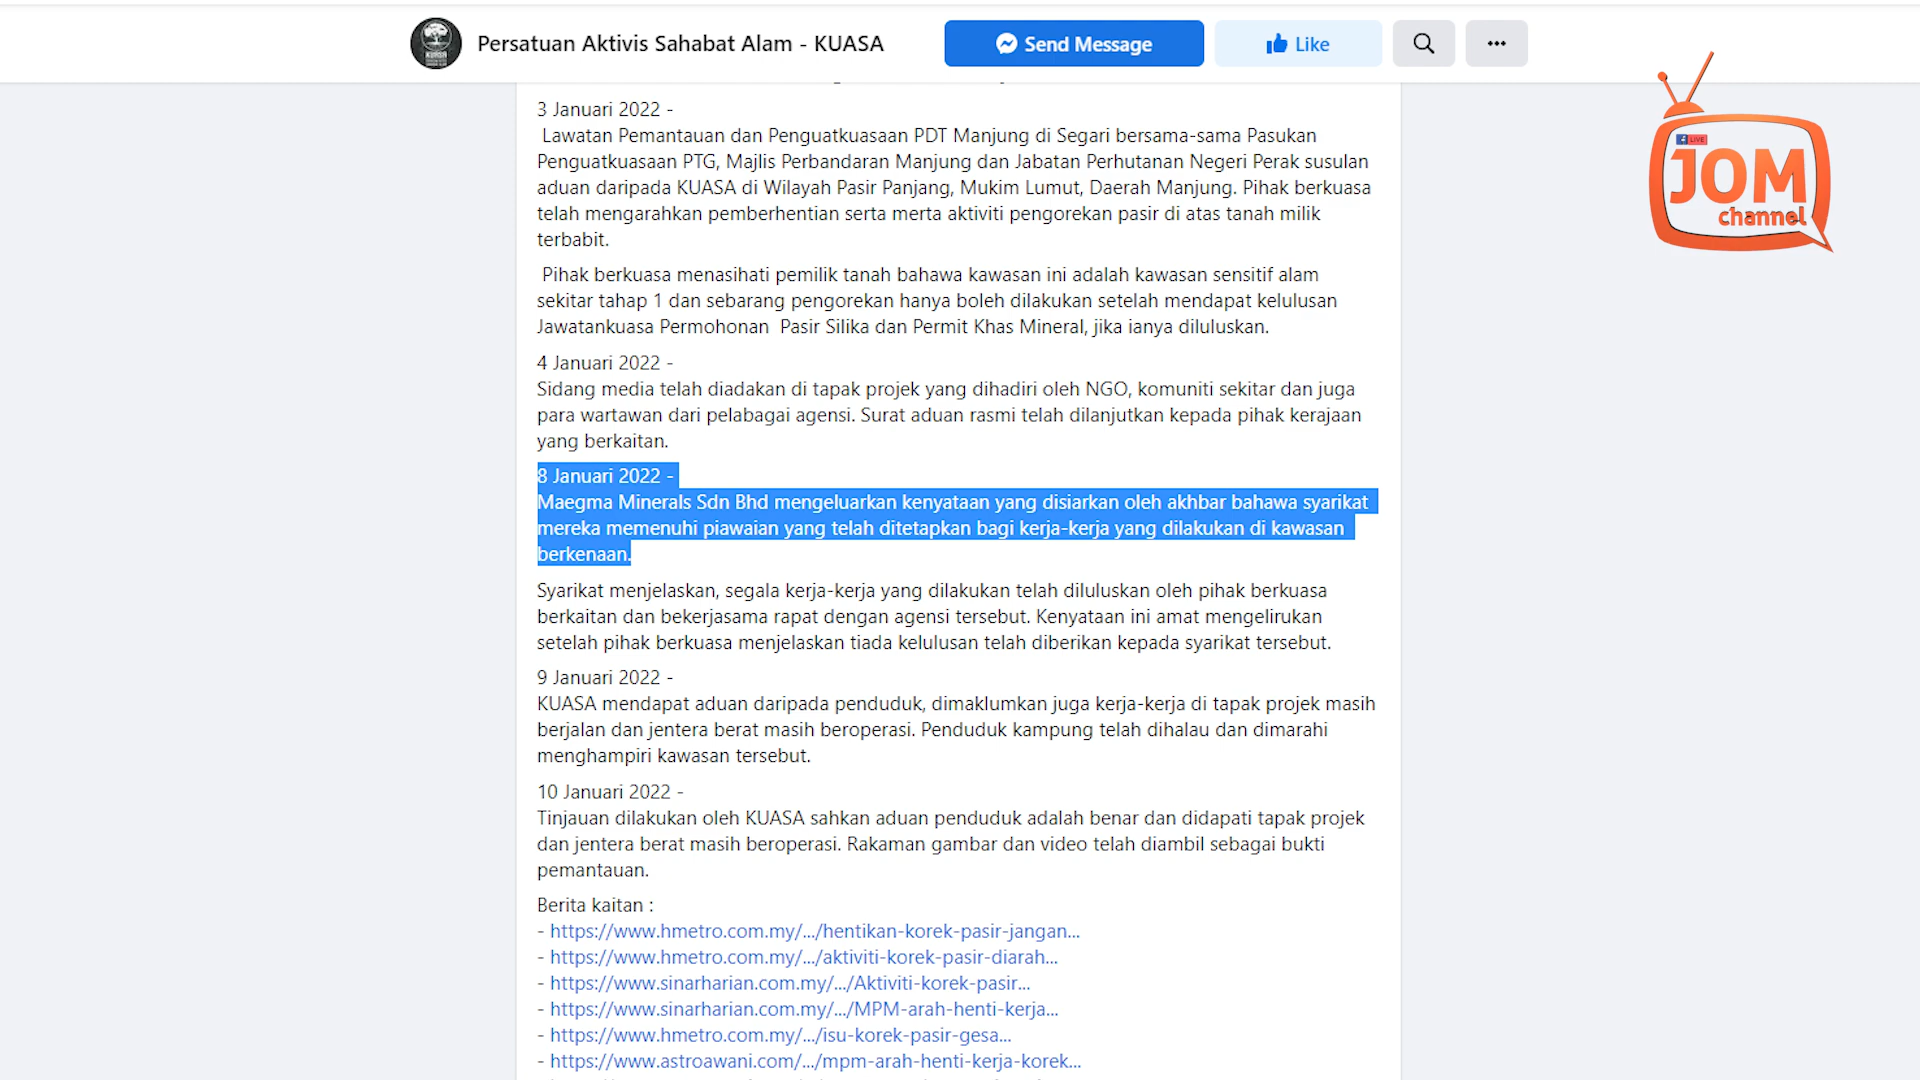 Persatuan Aktivis Sahabat Alam - KUASA
Send Message
Like
LIVE
JOM
channel
3 Januari 2022 -
Lawatan Pemantauan dan Penguatkuasaan PDT Manjung di Segari bersama-sama Pasukan
Penguatkuasaan PTG, Majlis Perbandaran Manjung dan Jabatan Perhutanan Negeri Perak susulan
aduan daripada KUASA di Wilayah Pasir Panjang, Mukim Lumut, Daerah Manjung. Pihak berkuasa
telah mengarahkan pemberhentian serta merta aktiviti pengorekan pasir di atas tanah milik
terbabit.
Pihak berkuasa menasihati pemilik tanah bahawa kawasan ini adalah kawasan sensitif alam
sekitar tahap 1 dan sebarang pengorekan hanya boleh dilakukan setelah mendapat kelulusan
Jawatankuasa Permohonan  Pasir Silika dan Permit Khas Mineral, jika ianya diluluskan.
4 Januari 2022 -
Sidang media telah diadakan di tapak projek yang dihadiri oleh NGO, komuniti sekitar dan juga
para wartawan dari pelabagai agensi. Surat aduan rasmi telah dilanjutkan kepada pihak kerajaan
yang berkaitan.
8 Januari 2022 -
Maegma Minerals Sdn Bhd mengeluarkan kenyataan yang disiarkan oleh akhbar bahawa syarikat
mereka memenuhi piawaian yang telah ditetapkan bagi kerja-kerja yang dilakukan di kawasan
berkenaan.
Syarikat menjelaskan, segala kerja-kerja yang dilakukan telah diluluskan oleh pihak berkuasa
berkaitan dan bekerjasama rapat dengan agensi tersebut. Kenyataan ini amat mengelirukan
setelah pihak berkuasa menjelaskan tiada kelulusan telah diberikan kepada syarikat tersebut.
9 Januari 2022 -
KUASA mendapat aduan daripada penduduk, dimaklumkan juga kerja-kerja di tapak projek masih
berjalan dan jentera berat masih beroperasi. Penduduk kampung telah dihalau dan dimarahi
menghampiri kawasan tersebut.
10 Januari 2022 -
Tinjauan dilakukan oleh KUASA sahkan aduan penduduk adalah benar dan didapati tapak projek
dan jentera berat masih beroperasi. Rakaman gambar dan video telah diambil sebagai bukti
pemantauan.
Berita kaitan :
- https://www.hmetro.com.my/.../hentikan-korek-pasir-jangan...
- https://www.hmetro.com.my/.../aktiviti-korek-pasir-diarah...
- https://www.sinarharian.com.my/.../Aktiviti-korek-pasir...
- https://www.sinarharian.com.my/.../MPM-arah-henti-kerja...
- https://www.hmetro.com.my/.../isu-korek-pasir-gesa...
- https://www.astroawani.com/.../mpm-arah-henti-kerja-korek...